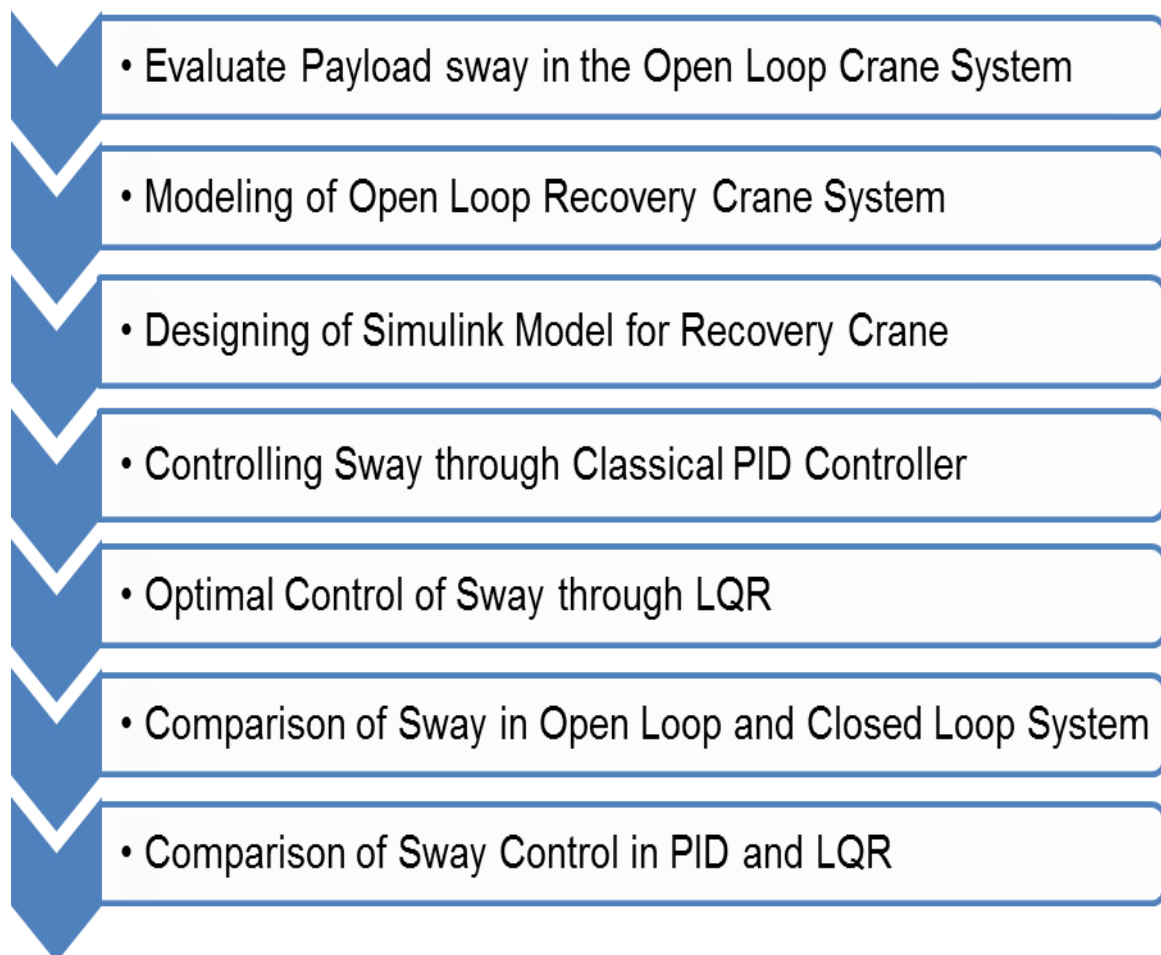 • Evaluate Payload sway in the Open Loop Crane System
• Modeling of Open Loop Recovery Crane System
• Designing of Simulink Model for Recovery Crane
• Controlling Sway through Classical PID Controller
• Optimal Control of Sway through LQR
• Comparison of Sway in Open Loop and Closed Loop System
• Comparison of Sway Control in PID and LQR